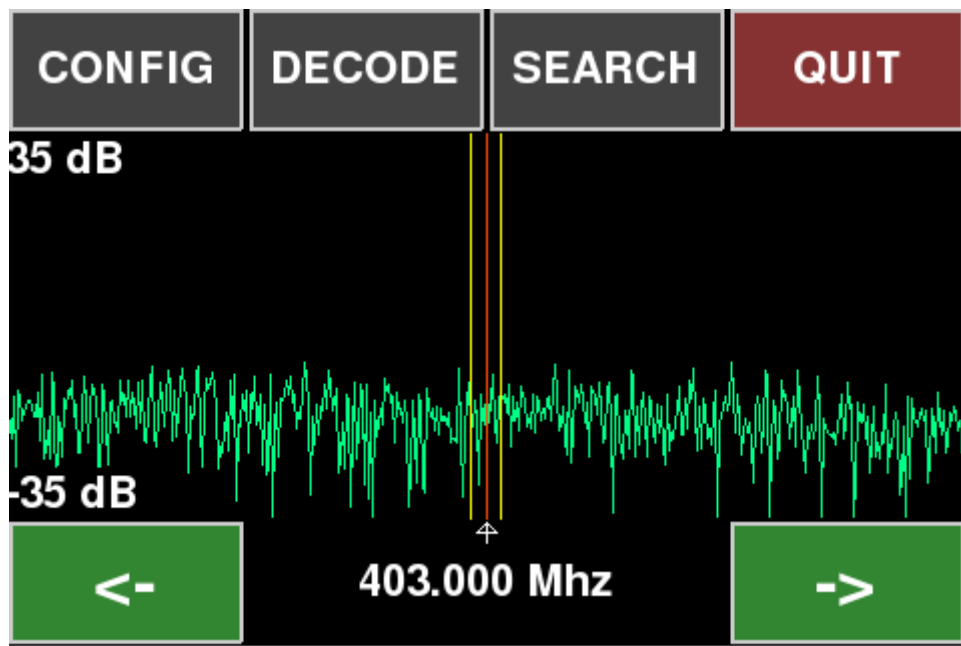 CONFIG DECODE SEARCH QUIT
35 dB
-35 dB
<- 403.000 Mhz ->